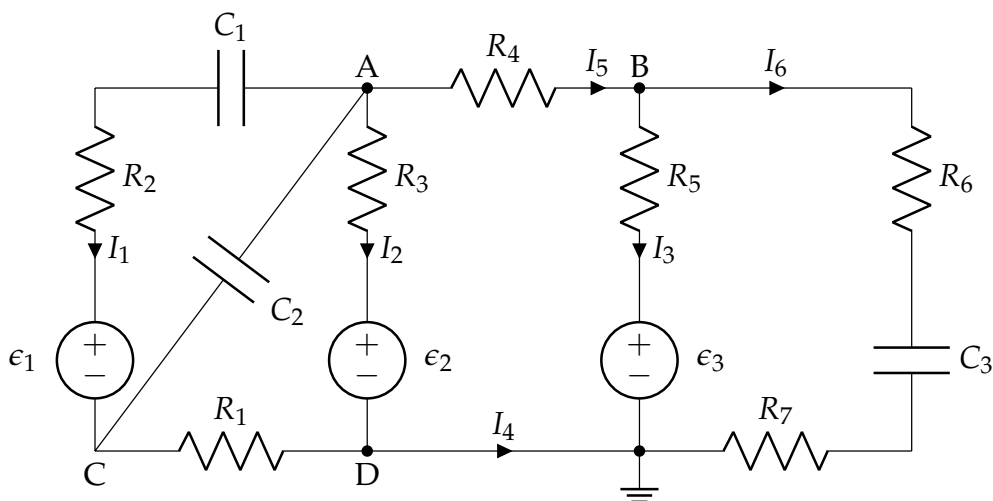 C₁
A
R₄
I₅
B
I₆
R₂
R₃
R₅
R₆
I₁
I₂
I₃
C₂
ϵ₁
+
−
+
−
ϵ₂
+
−
ϵ₃
C₃
R₁
I₄
R₇
C
D